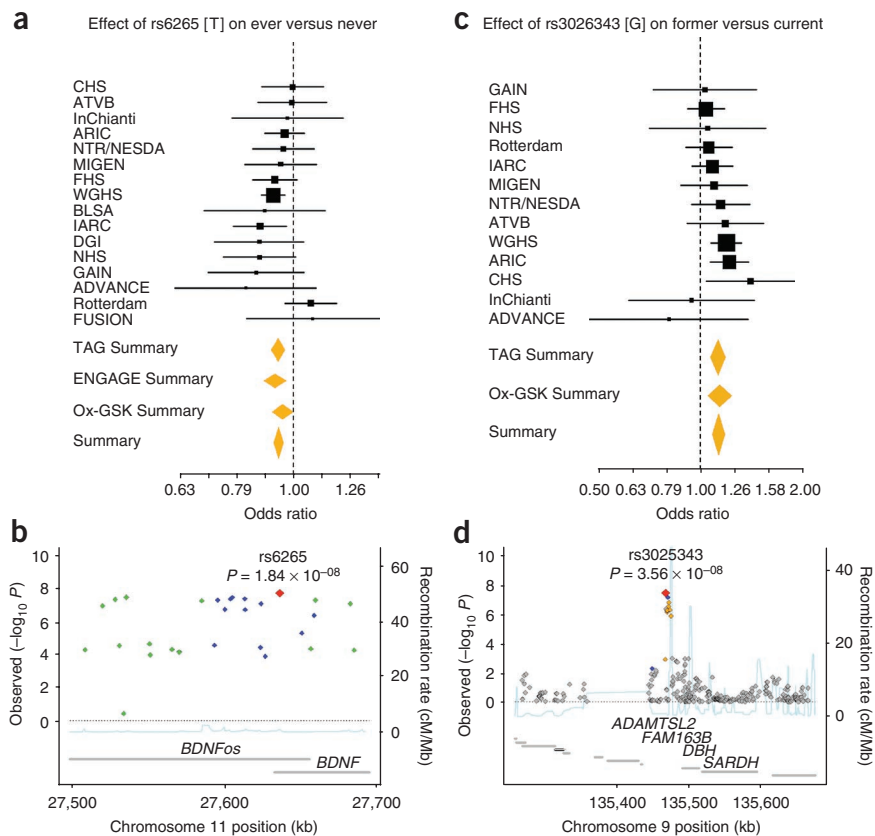 a
Effect of rs6265 [T] on ever versus never
CHS
ATVB
InChianti
ARIC
NTR/NESDA
MIGEN
FHS
WGHS
BLSA
IARC
DGI
NHS
GAIN
ADVANCE
Rotterdam
FUSION
TAG Summary
ENGAGE Summary
Ox-GSK Summary
Summary
0.63 0.79 1.00 1.26
Odds ratio
c
Effect of rs3026343 [G] on former versus current
GAIN
FHS
NHS
Rotterdam
IARC
MIGEN
NTR/NESDA
ATVB
WGHS
ARIC
CHS
InChianti
ADVANCE
TAG Summary
Ox-GSK Summary
Summary
0.50 0.63 0.79 1.00 1.26 1.58 2.00
Odds ratio
b
rs6265
P = 1.84 × 10⁻⁰⁸
Observed (–log₁₀ P)
10
8
6
4
2
0
Recombination rate (cM/Mb)
60
40
20
0
BDNFos
BDNF
27,500 27,600 27,700
Chromosome 11 position (kb)
d
rs3025343
P = 3.56 × 10⁻⁰⁸
Observed (–log₁₀ P)
10
8
6
4
2
0
Recombination rate (cM/Mb)
40
20
0
ADAMTSL2
FAM163B
DBH
SARDH
135,400 135,500 135,600
Chromosome 9 position (kb)